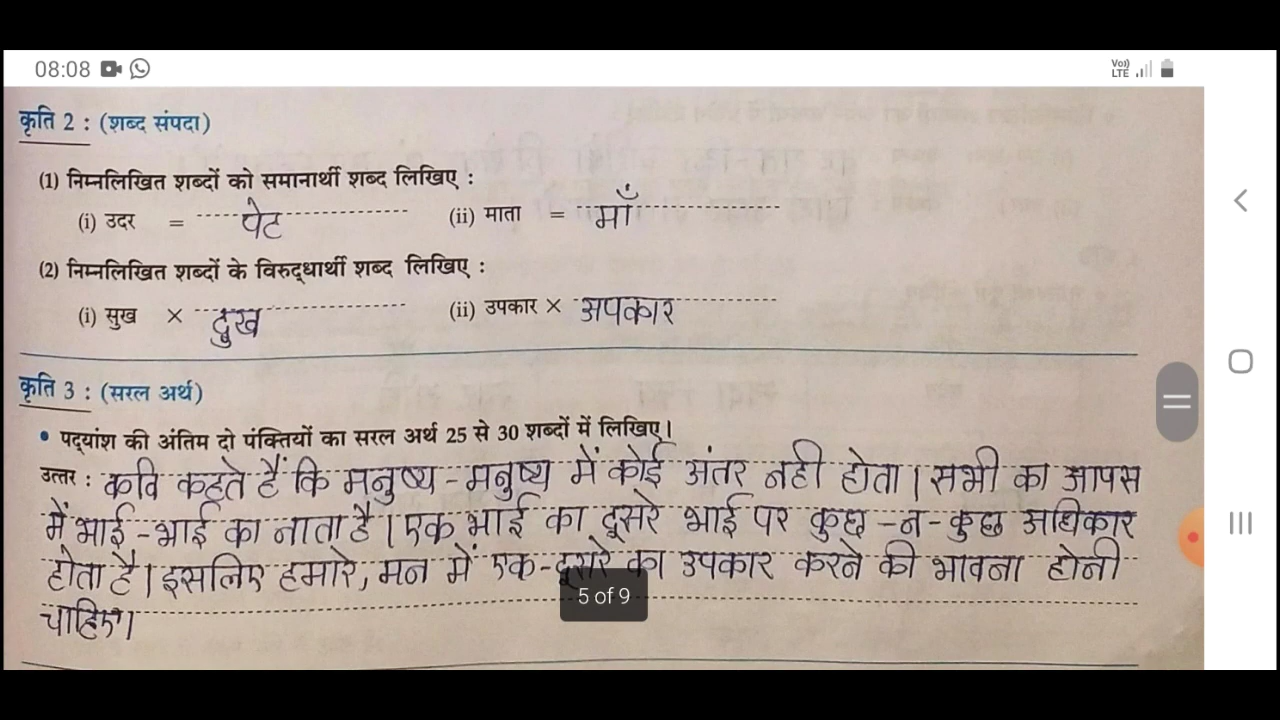 08:08
Vo)) LTE
कृति 2 : (शब्द संपदा)
(1) निम्नलिखित शब्दों को समानार्थी शब्द लिखिए :
(i) उदर = पेट (ii) माता = माँ
(2) निम्नलिखित शब्दों के विरुद्धार्थी शब्द लिखिए :
(i) सुख × दुख (ii) उपकार × अपकार
कृति 3 : (सरल अर्थ)
• पद्यांश की अंतिम दो पंक्तियों का सरल अर्थ 25 से 30 शब्दों में लिखिए।
उत्तर : कवि कहते हैं कि मनुष्य-मनुष्य में कोई अंतर नही होता। सभी का आपस
में भाई-भाई का नाता है। एक भाई का दूसरे भाई पर कुछ-न-कुछ अधिकार
होता है। इसलिए हमारे, मन में एक-दूसरे का उपकार करने की भावना होनी
चाहिए।
5 of 9